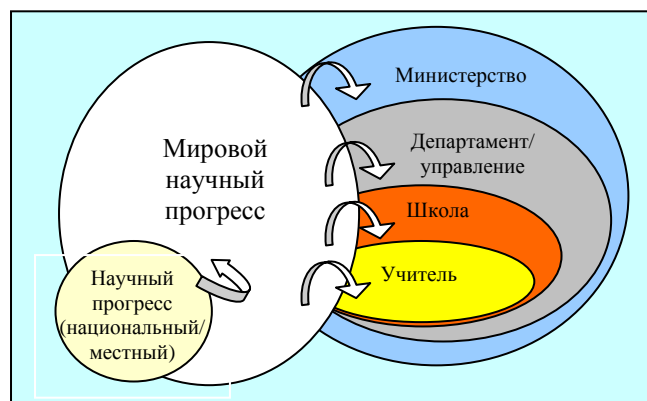 Министерство
Департамент/
управление
Школа
Учитель
Мировой
научный
прогресс
Научный
прогресс
(национальный/
местный)